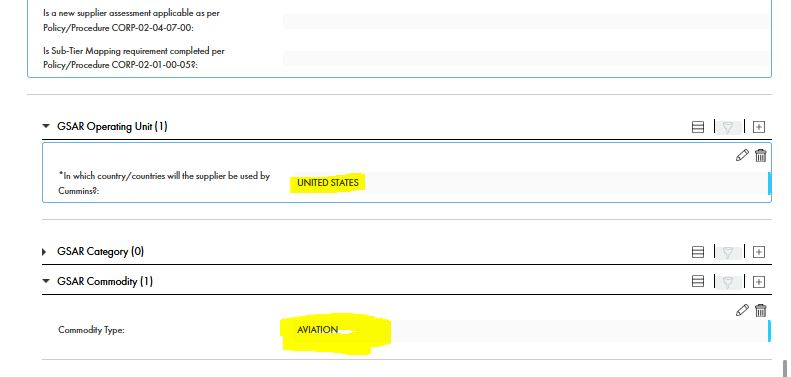 Is a new supplier assessment applicable as per
Policy/Procedure CORP-02-04-07-00:
Is Sub-Tier Mapping requirement completed per
Policy/Procedure CORP-02-01-00-05?:
GSAR Operating Unit (1)
*In which country/countries will the supplier be used by
Cummins?:
UNITED STATES
GSAR Category (0)
GSAR Commodity (1)
Commodity Type:
AVIATION